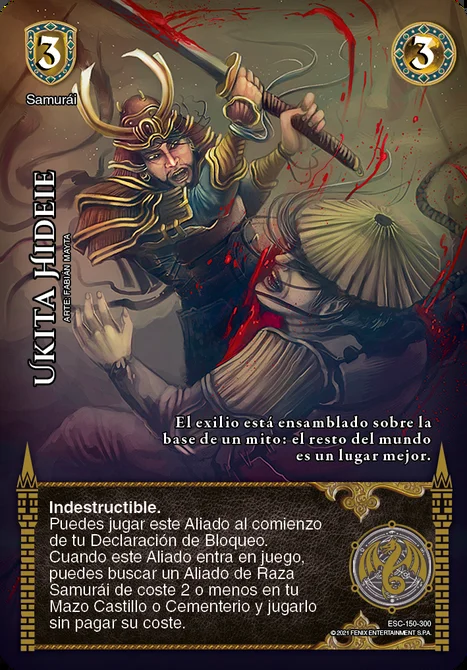 3
3
Samurái
UKITA HIDEIE
ARTE: FABIÁN MAYTA
El exilio está ensamblado sobre la
base de un mito: el resto del mundo
es un lugar mejor.
Indestructible.
Puedes jugar este Aliado al comienzo
de tu Declaración de Bloqueo.
Cuando este Aliado entra en juego,
puedes buscar un Aliado de Raza
Samurái de coste 2 o menos en tu
Mazo Castillo o Cementerio y jugarlo
sin pagar su coste.
ESC-150-300
© 2021 FENIX ENTERTAINMENT S.P.A.